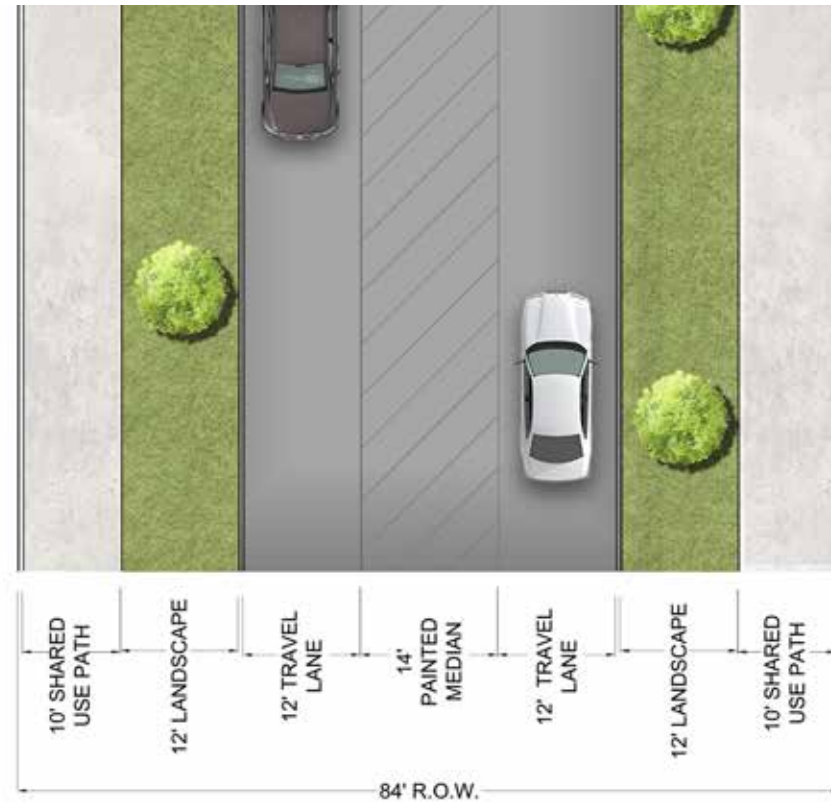 10' SHARED
USE PATH
12' LANDSCAPE
12' TRAVEL
LANE
14'
PAINTED
MEDIAN
12' TRAVEL
LANE
12' LANDSCAPE
10' SHARED
USE PATH
84' R.O.W.